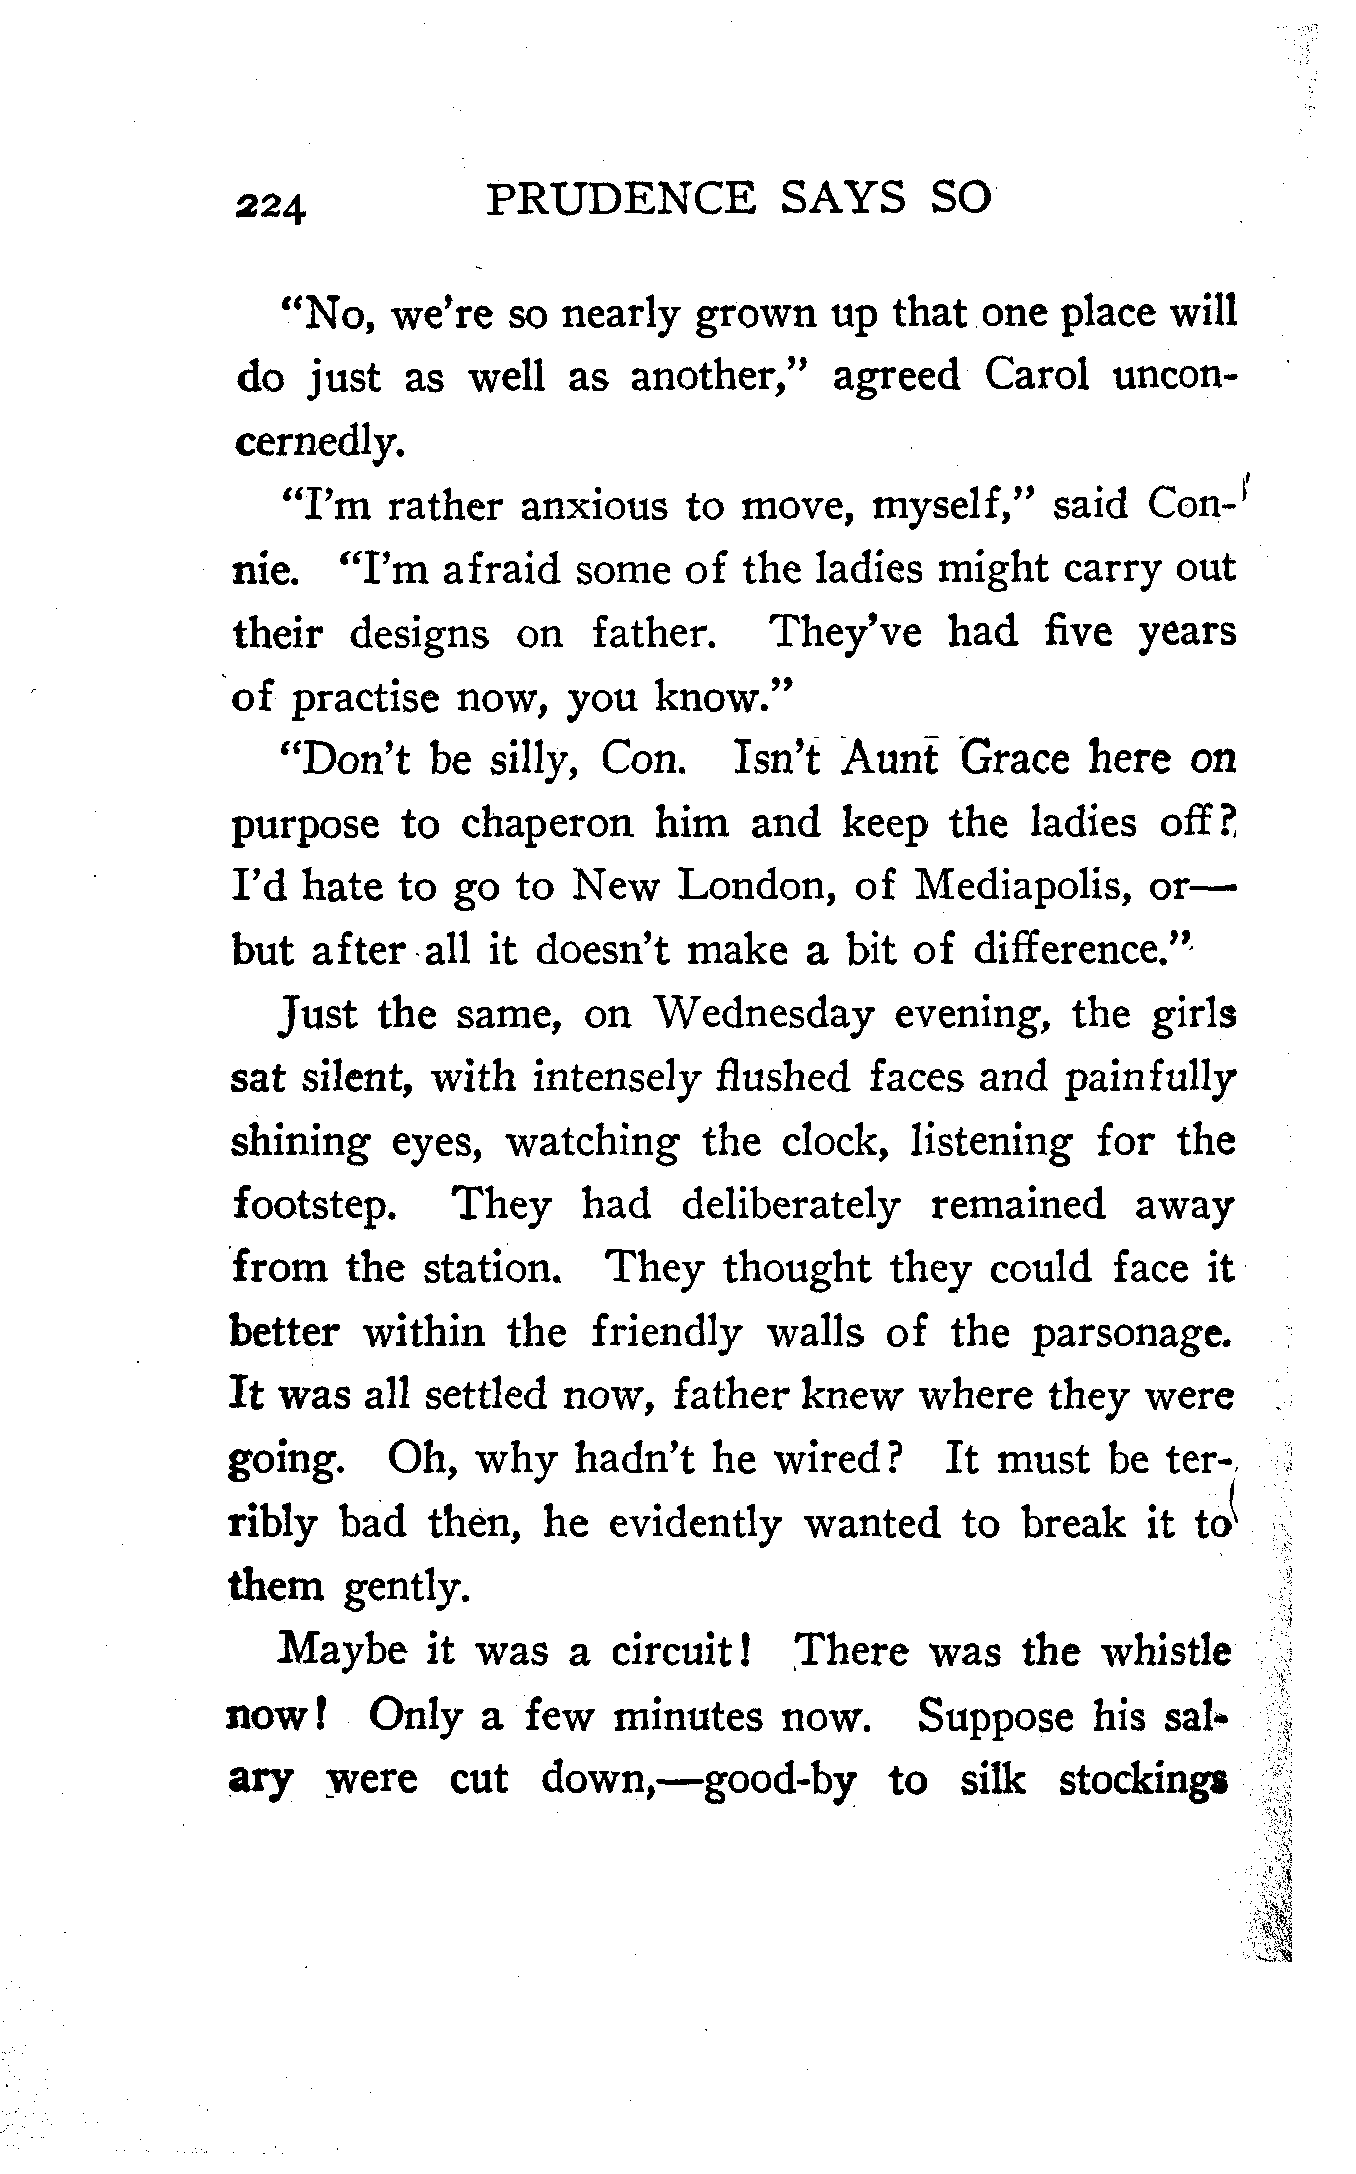 224 PRUDENCE SAYS SO
“No, we’re so nearly grown up that one place will
do just as well as another,” agreed Carol uncon-
cernedly.
“I’m rather anxious to move, myself,” said Con-
nie. “I’m afraid some of the ladies might carry out
their designs on father. They’ve had five years
of practise now, you know.”
“Don’t be silly, Con. Isn’t Aunt Grace here on
purpose to chaperon him and keep the ladies off?
I’d hate to go to New London, of Mediapolis, or—
but after all it doesn’t make a bit of difference.”
Just the same, on Wednesday evening, the girls
sat silent, with intensely flushed faces and painfully
shining eyes, watching the clock, listening for the
footstep. They had deliberately remained away
from the station. They thought they could face it
better within the friendly walls of the parsonage.
It was all settled now, father knew where they were
going. Oh, why hadn’t he wired? It must be ter-
ribly bad then, he evidently wanted to break it to
them gently.
Maybe it was a circuit! There was the whistle
now! Only a few minutes now. Suppose his sal-
ary were cut down,—good-by to silk stockings